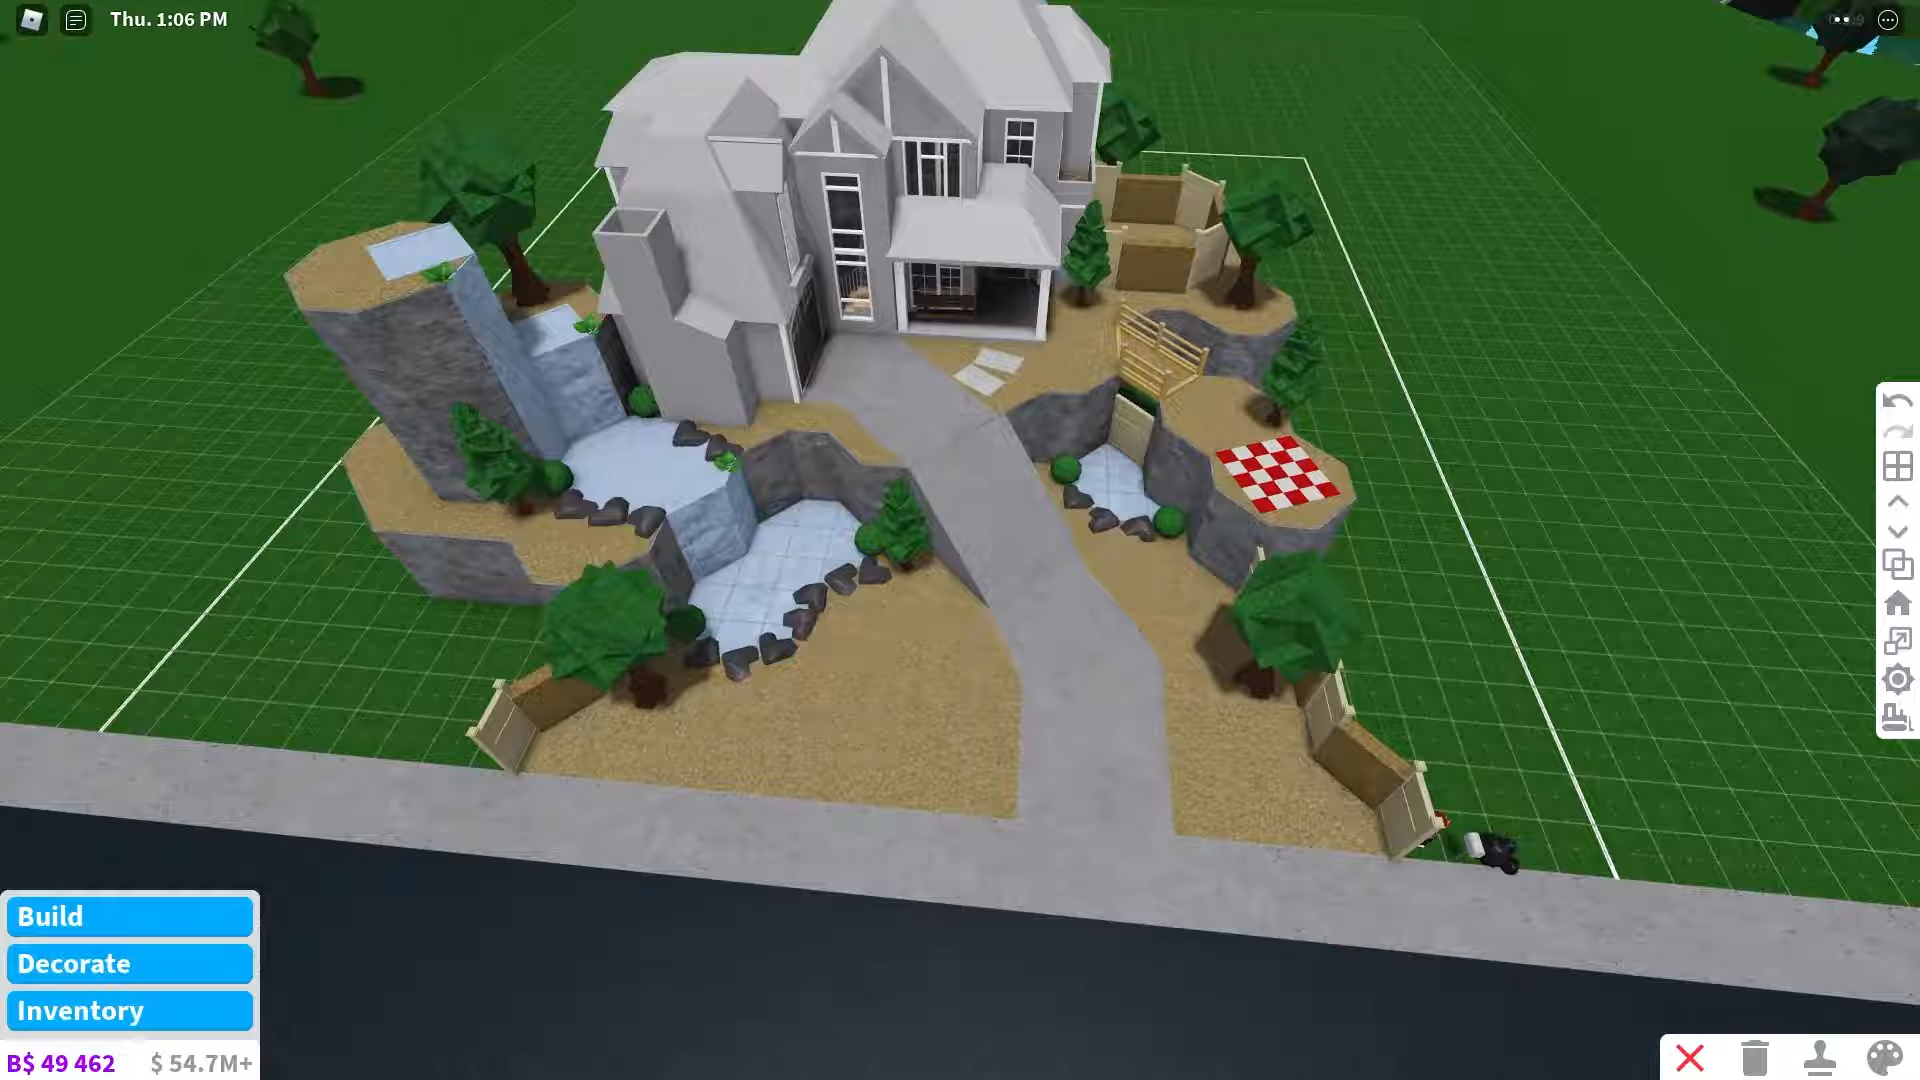 Thu. 1:06 PM
Build
Decorate
Inventory
B$ 49 462
$ 54.7M+